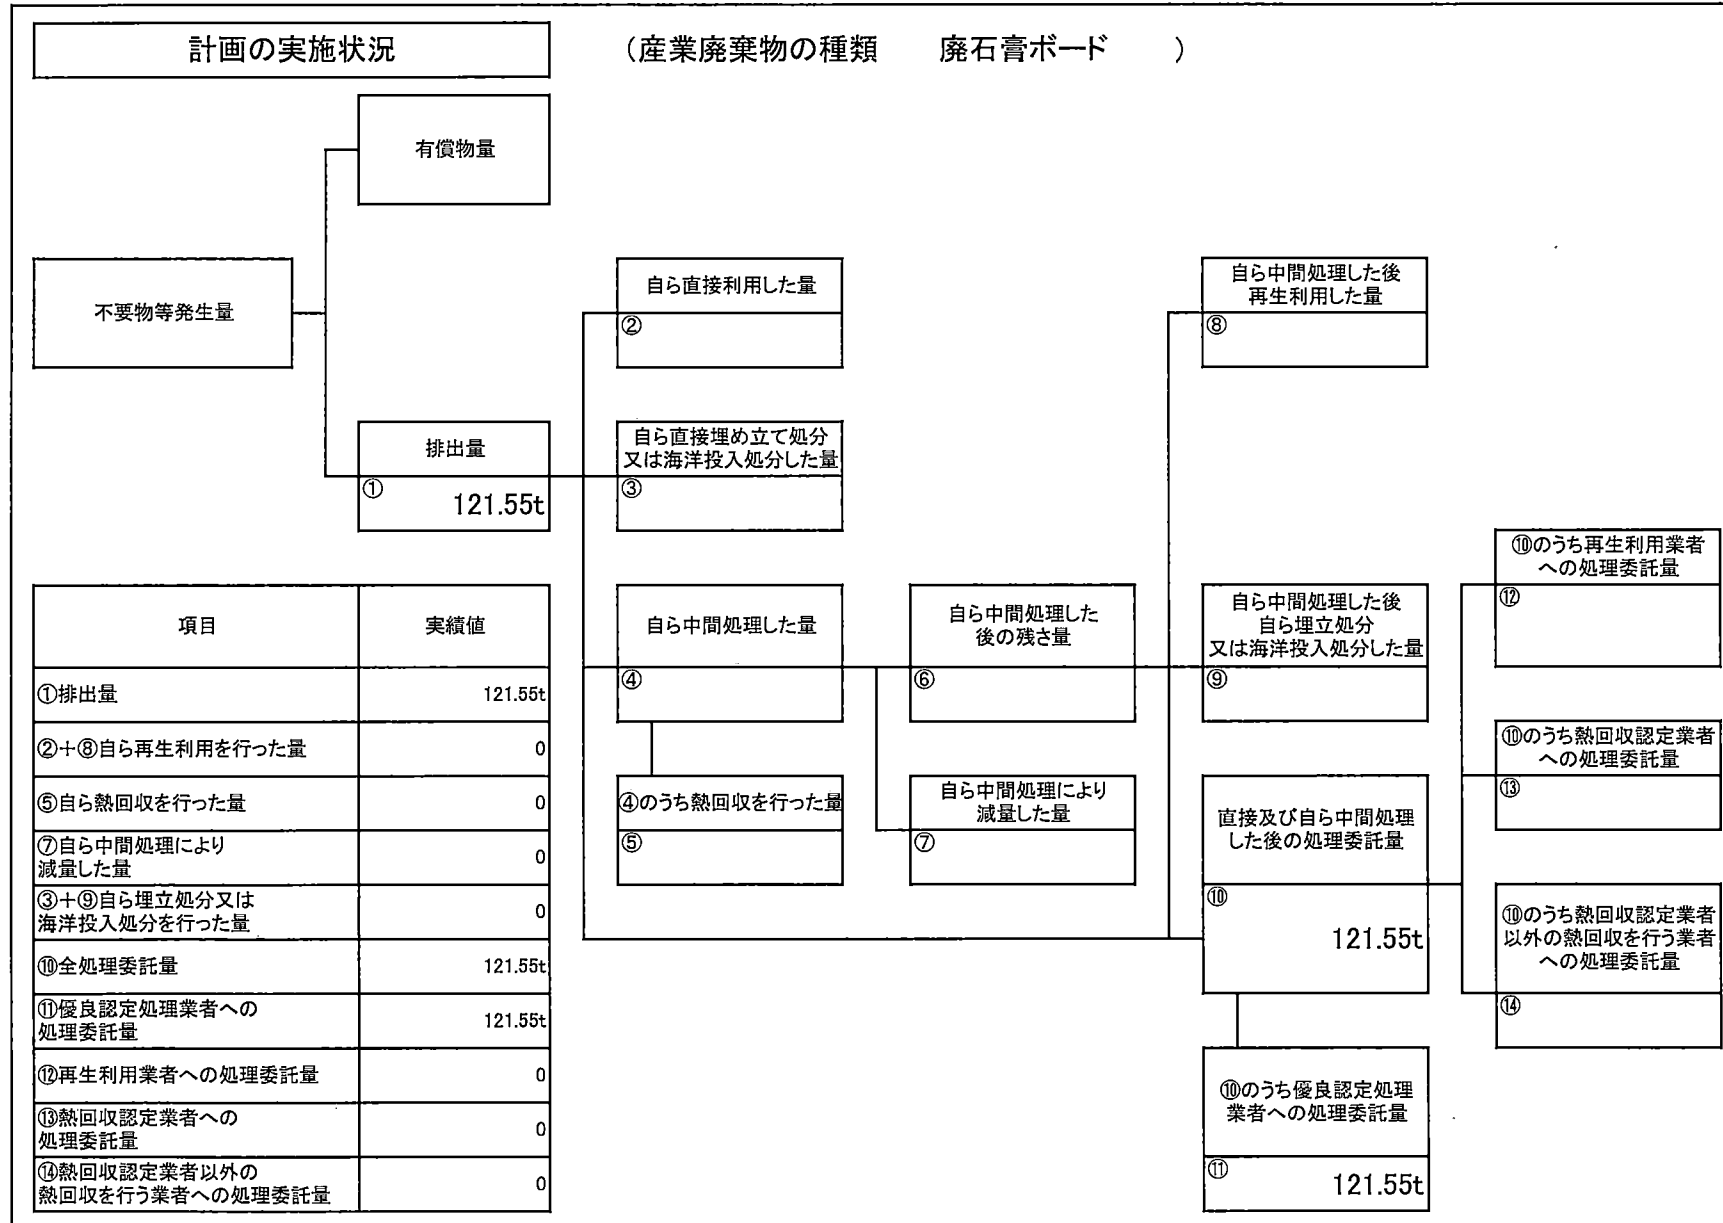 計画の実施状況
（産業廃棄物の種類　　廃石膏ボード　　）
有償物量
不要物等発生量
排出量
①
121.55t
自ら直接利用した量
②
自ら直接埋め立て処分
又は海洋投入処分した量
③
自ら中間処理した後
再生利用した量
⑧
項目
実績値
①排出量
121.55t
②+⑧自ら再生利用を行った量
0
⑤自ら熱回収を行った量
0
⑦自ら中間処理により
減量した量
0
③+⑨自ら埋立処分又は
海洋投入処分を行った量
0
⑩全処理委託量
121.55t
⑪優良認定処理業者への
処理委託量
121.55t
⑫再生利用業者への処理委託量
0
⑬熱回収認定業者への
処理委託量
0
⑭熱回収認定業者以外の
熱回収を行う業者への処理委託量
0
自ら中間処理した量
④
④のうち熱回収を行った量
⑤
自ら中間処理した
後の残さ量
⑥
自ら中間処理により
減量した量
⑦
自ら中間処理した後
自ら埋立処分
又は海洋投入処分した量
⑨
直接及び自ら中間処理
した後の処理委託量
⑩
121.55t
⑩のうち優良認定処理
業者への処理委託量
⑪
121.55t
⑩のうち再生利用業者
への処理委託量
⑫
⑩のうち熱回収認定業者
への処理委託量
⑬
⑩のうち熱回収認定業者
以外の熱回収を行う業者
への処理委託量
⑭